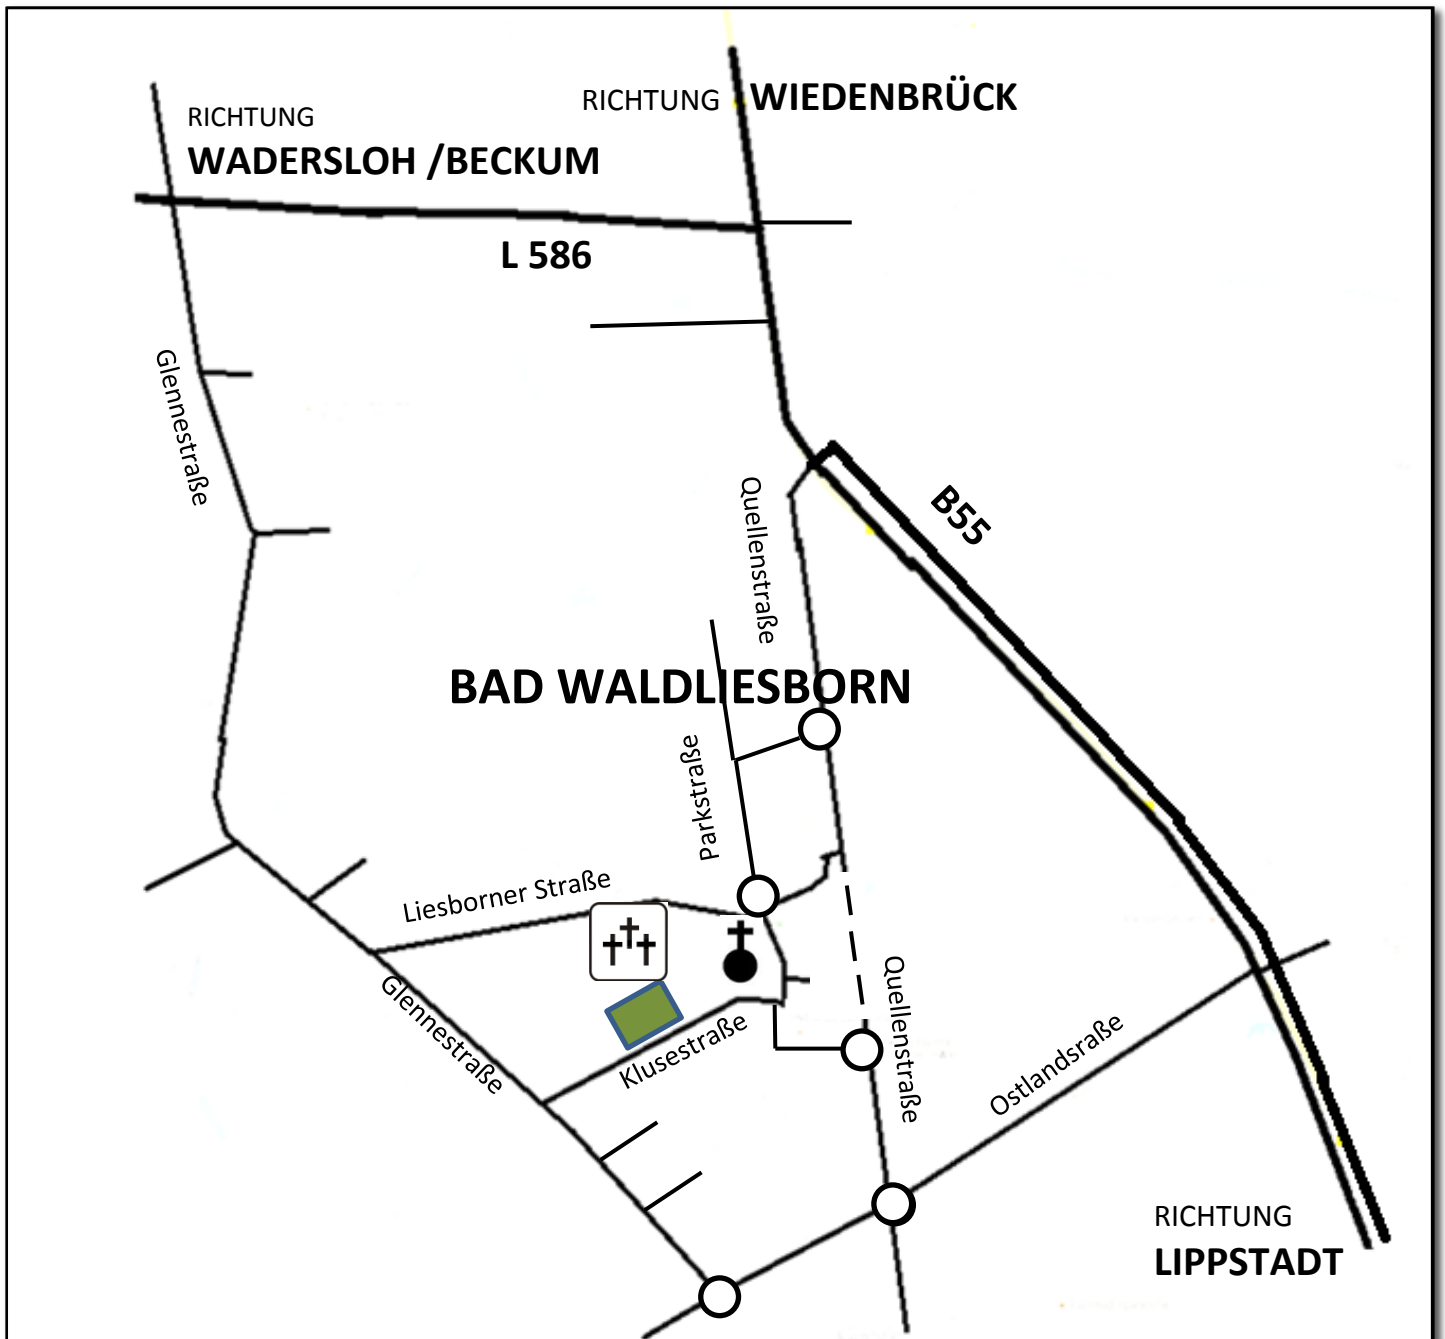 RICHTUNG WIEDENBRÜCK
RICHTUNG
WADERSLOH /BECKUM
L 586
Glennestraße
B55
Quellenstraße
BAD WALDLIESBORN
Parkstraße
Liesborner Straße
Glennestraße
Klusestraße
Quellenstraße
Ostlandsraße
RICHTUNG
LIPPSTADT